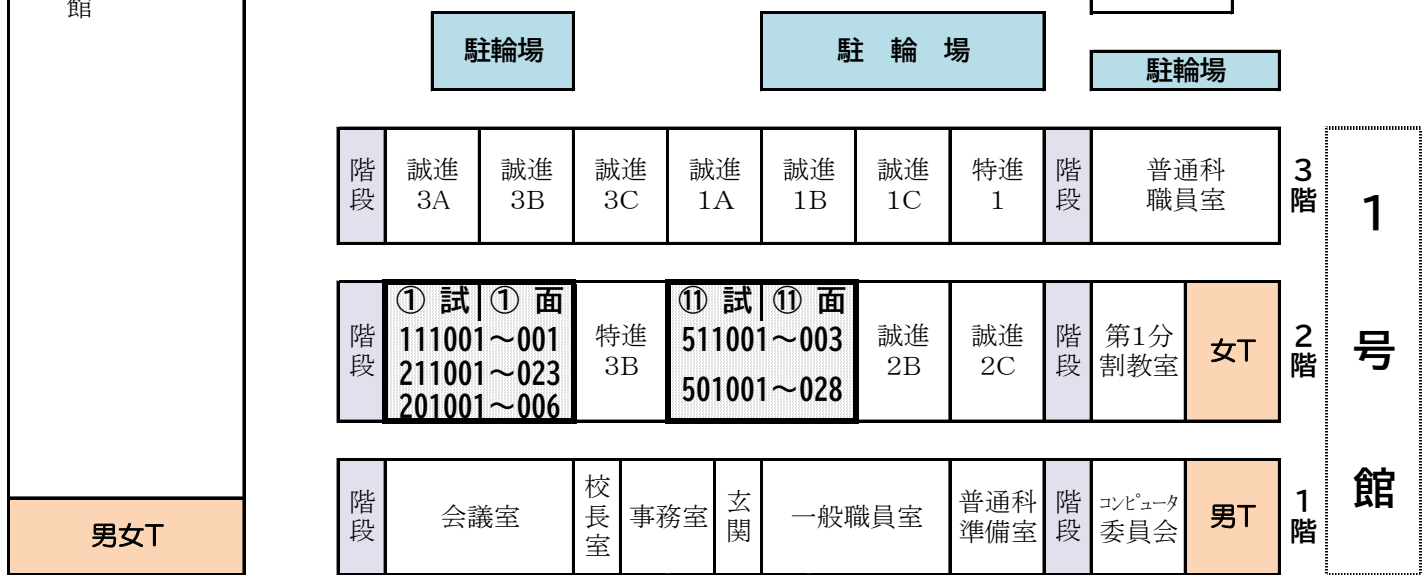 館
駐輪場
駐 輪 場
駐輪場
階段
誠進
3A
誠進
3B
誠進
3C
誠進
1A
誠進
1B
誠進
1C
特進
1
階段
普通科
職員室
3階
① 試
① 面
111001～001
211001～023
201001～006
階段
特進
3B
⑪ 試
⑪ 面
511001～003
501001～028
誠進
2B
誠進
2C
階段
第1分
割教室
女T
2階
階段
会議室
校長室
事務室
玄関
一般職員室
普通科
準備室
階段
コンピュータ
委員会
男T
1階
1号館
男女T